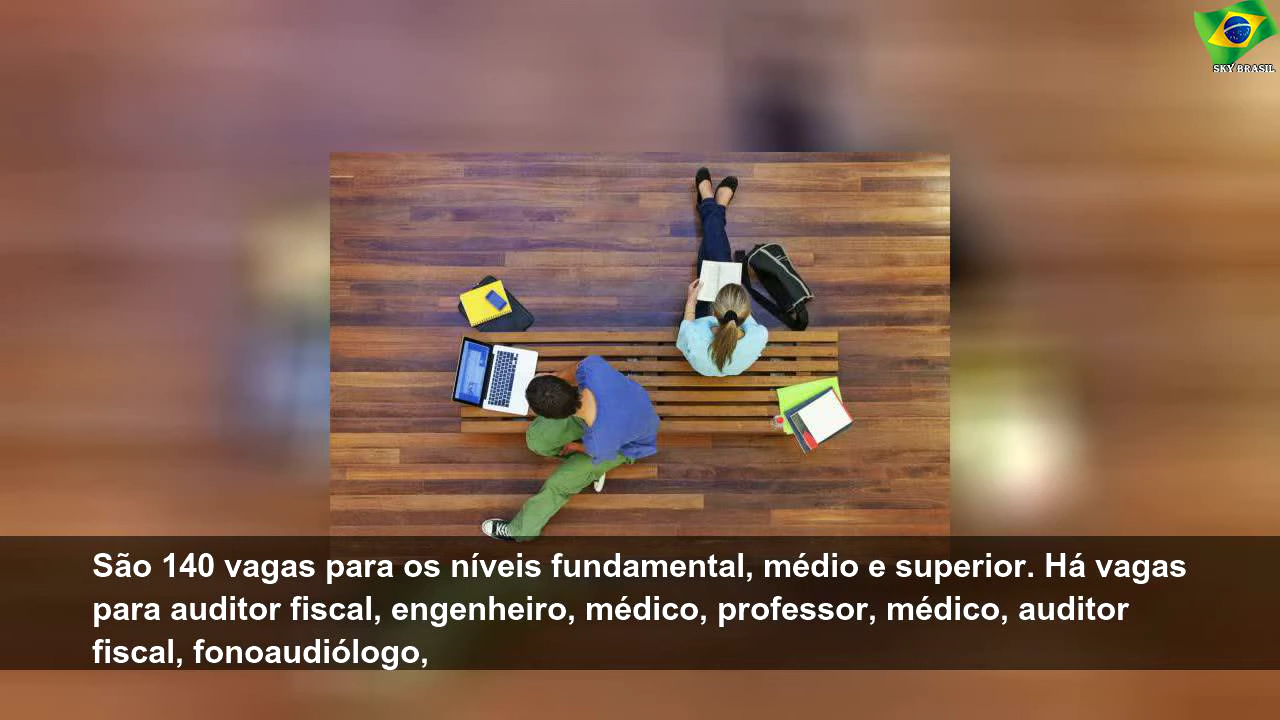 SKY BRASIL
São 140 vagas para os níveis fundamental, médio e superior. Há vagas
para auditor fiscal, engenheiro, médico, professor, médico, auditor
fiscal, fonoaudiólogo,